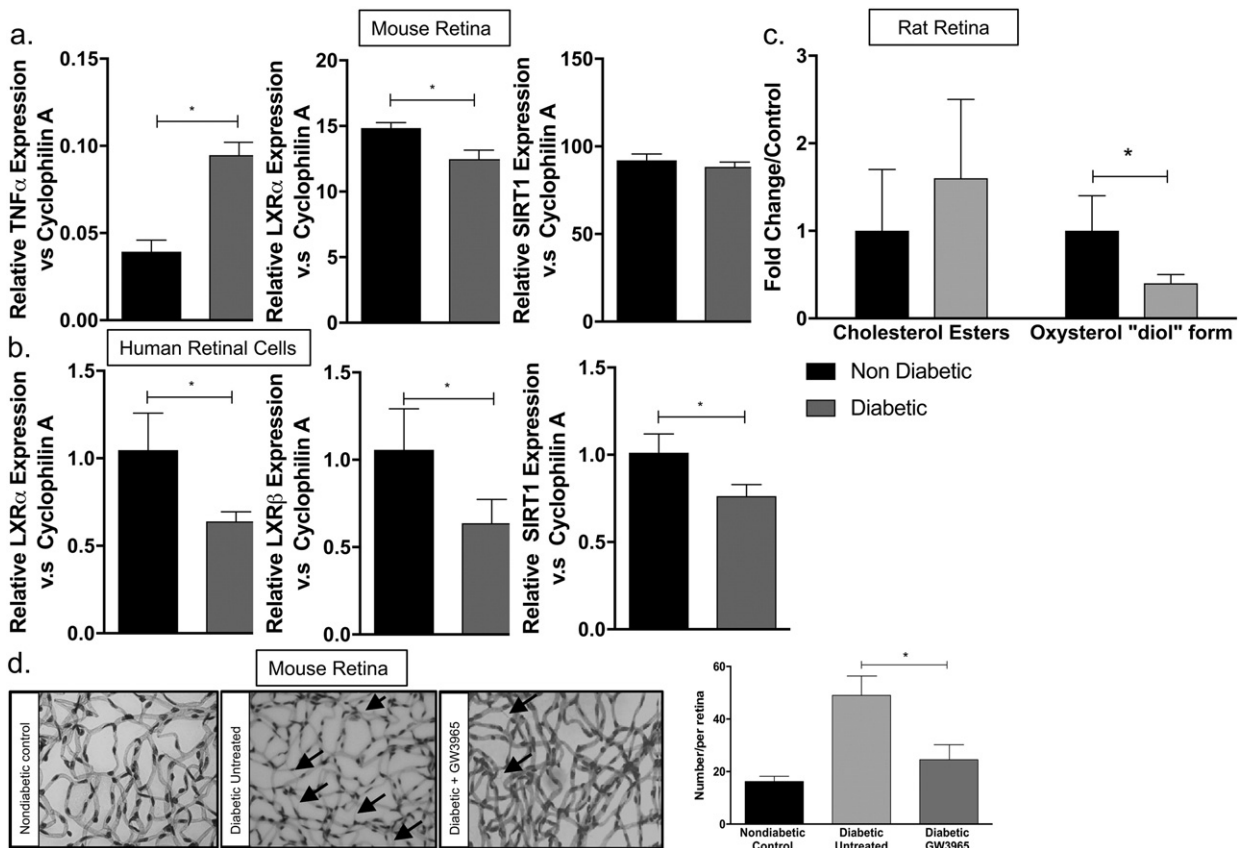 a.
Mouse Retina
Relative TNFα Expression
vs Cyclophilin A
0.15
0.10
0.05
0.00
*
Relative LXRα Expression
v.s Cyclophilin A
20
15
10
5
0
*
Relative SIRT1 Expression
v.s Cyclophilin A
150
100
50
0
c.
Rat Retina
Fold Change/Control
3
2
1
0
*
Cholesterol Esters
Oxysterol "diol" form
Non Diabetic
Diabetic
b.
Human Retinal Cells
Relative LXRα Expression
v.s Cyclophilin A
1.5
1.0
0.5
0.0
*
Relative LXRβ Expression
v.s Cyclophilin A
1.5
1.0
0.5
0.0
*
Relative SIRT1 Expression
v.s Cyclophilin A
1.5
1.0
0.5
0.0
*
d.
Mouse Retina
Nondiabetic control
Diabetic Untreated
Diabetic + GW3965
Number/per retina
60
40
20
0
*
Nondiabetic
Control
Diabetic
Untreated
Diabetic
GW3965